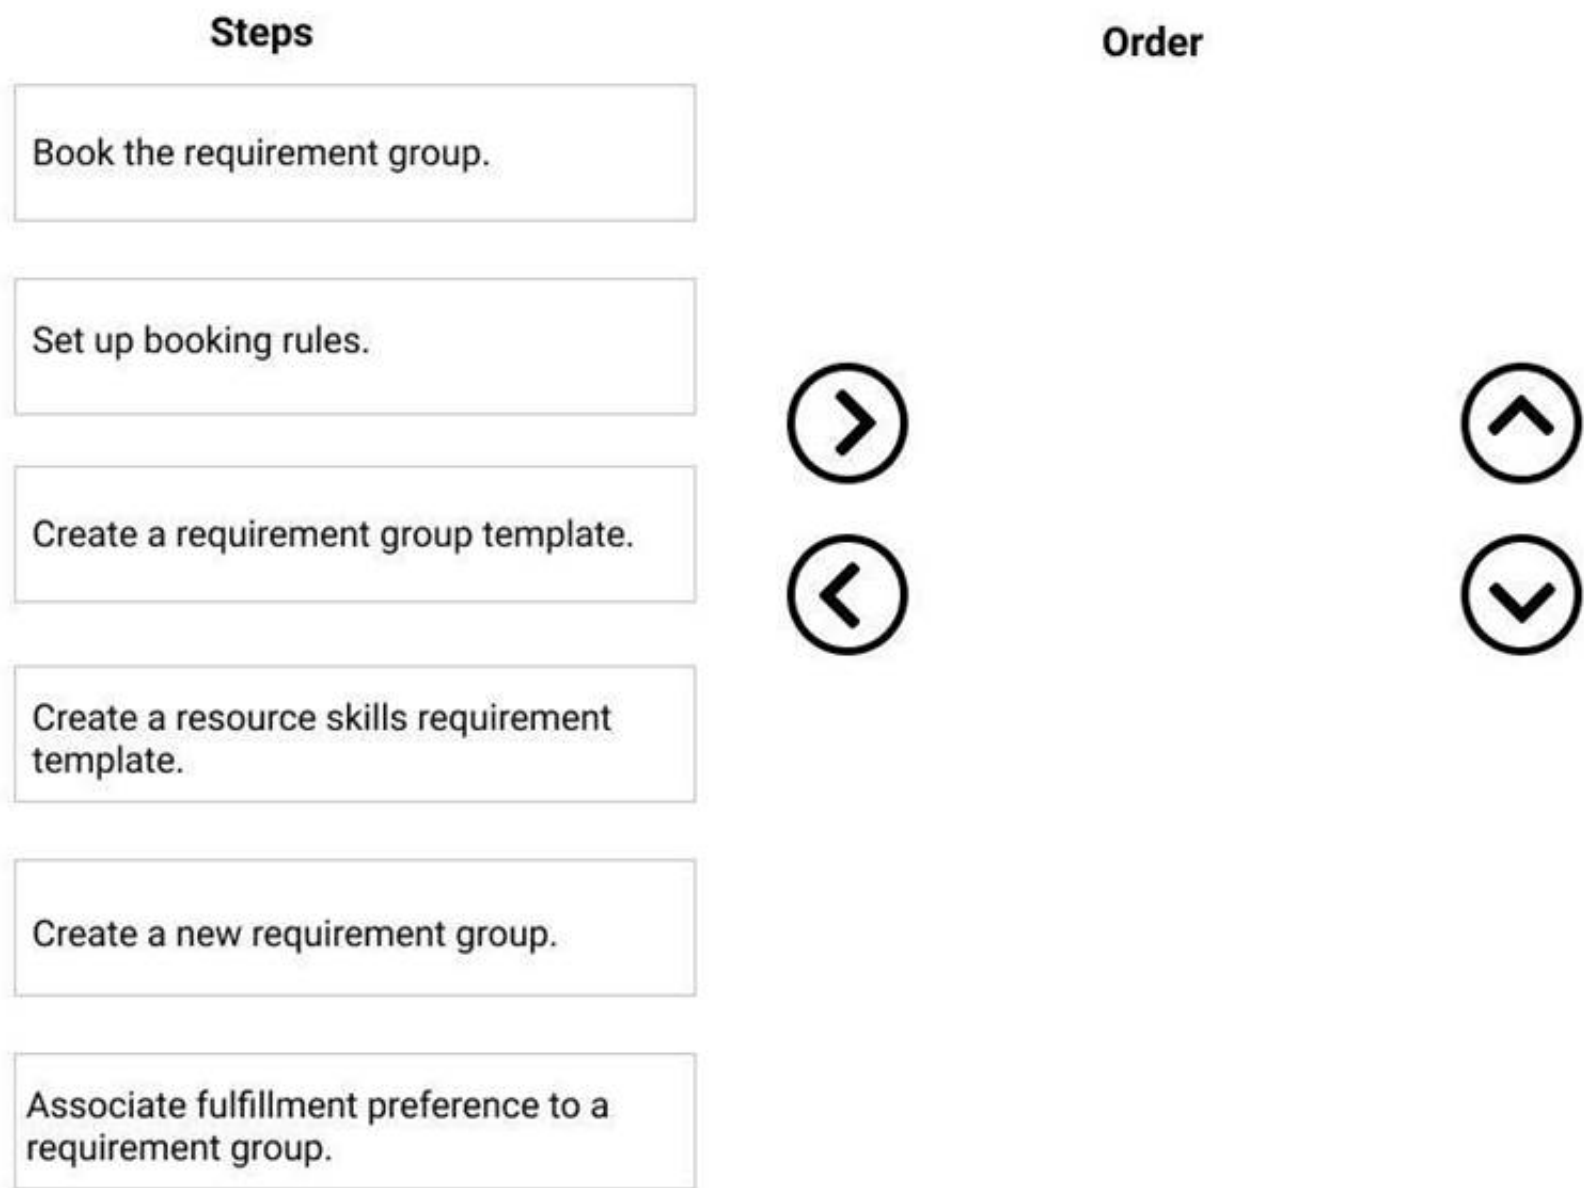 Steps
Order
Book the requirement group.
Set up booking rules.
Create a requirement group template.
Create a resource skills requirement
template.
Create a new requirement group.
Associate fulfillment preference to a
requirement group.